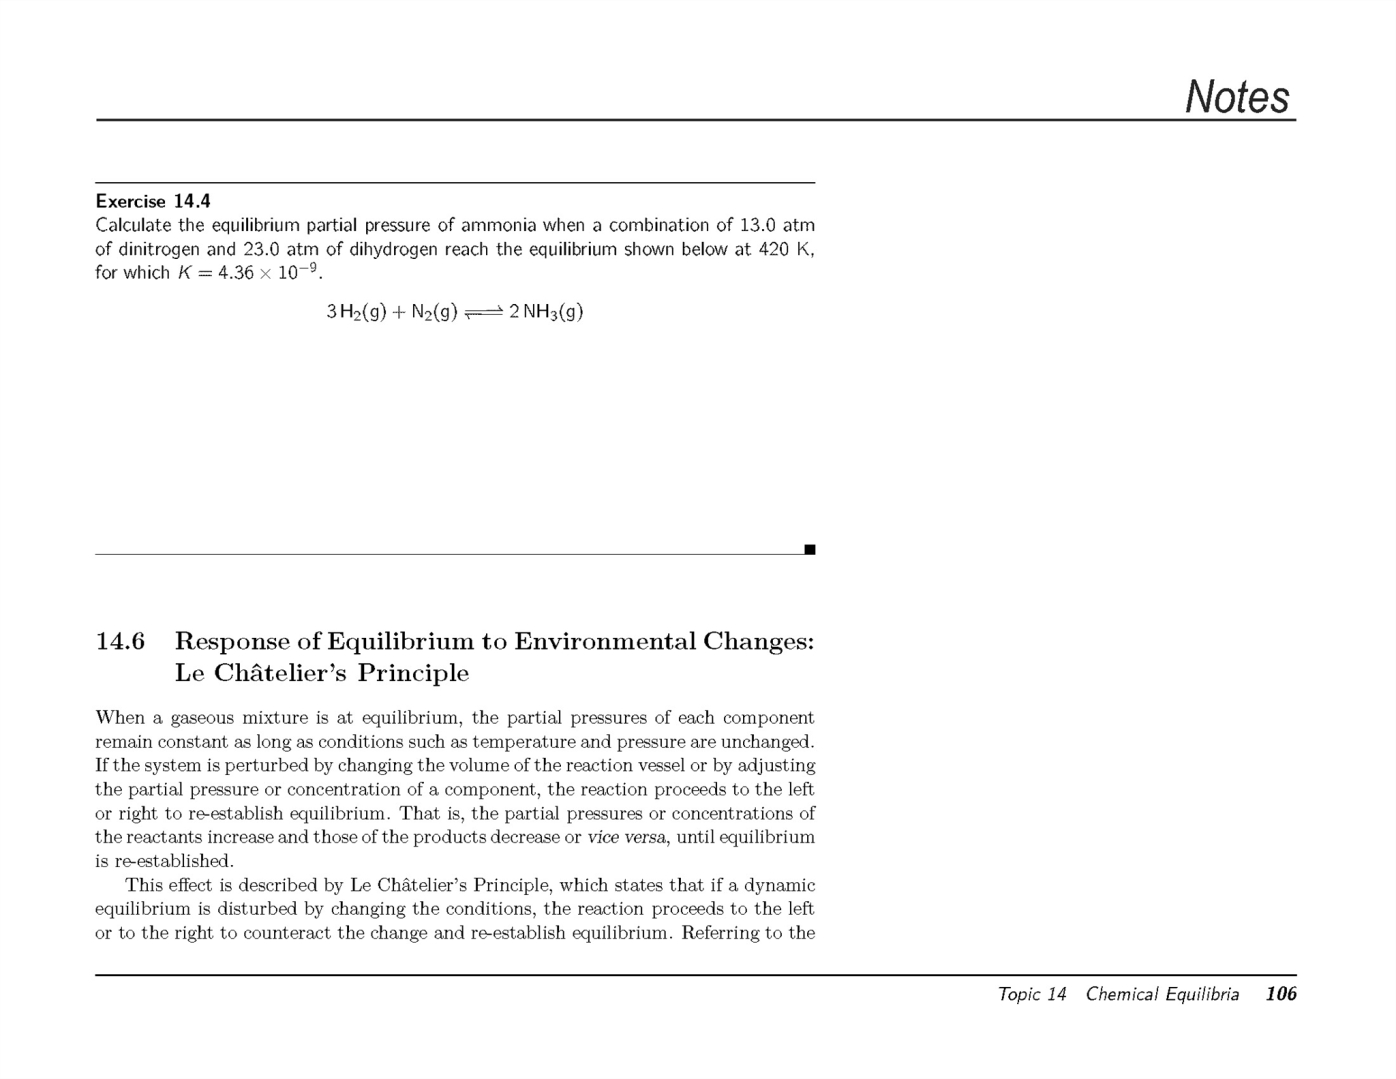 Notes
Exercise 14.4
Calculate the equilibrium partial pressure of ammonia when a combination of 13.0 atm
of dinitrogen and 23.0 atm of dihydrogen reach the equilibrium shown below at 420 K,
for which K = 4.36 × 10⁻⁹.
3 H₂(g) + N₂(g) ⇌ 2 NH₃(g)
14.6 Response of Equilibrium to Environmental Changes:
Le Châtelier's Principle
When a gaseous mixture is at equilibrium, the partial pressures of each component
remain constant as long as conditions such as temperature and pressure are unchanged.
If the system is perturbed by changing the volume of the reaction vessel or by adjusting
the partial pressure or concentration of a component, the reaction proceeds to the left
or right to re-establish equilibrium. That is, the partial pressures or concentrations of
the reactants increase and those of the products decrease or vice versa, until equilibrium
is re-established.
This effect is described by Le Châtelier's Principle, which states that if a dynamic
equilibrium is disturbed by changing the conditions, the reaction proceeds to the left
or to the right to counteract the change and re-establish equilibrium. Referring to the
Topic 14 Chemical Equilibria 106